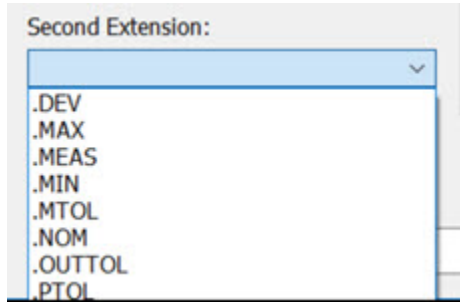 Second Extension:
.DEV
.MAX
.MEAS
.MIN
.MTOL
.NOM
.OUTTOL
.PTOL